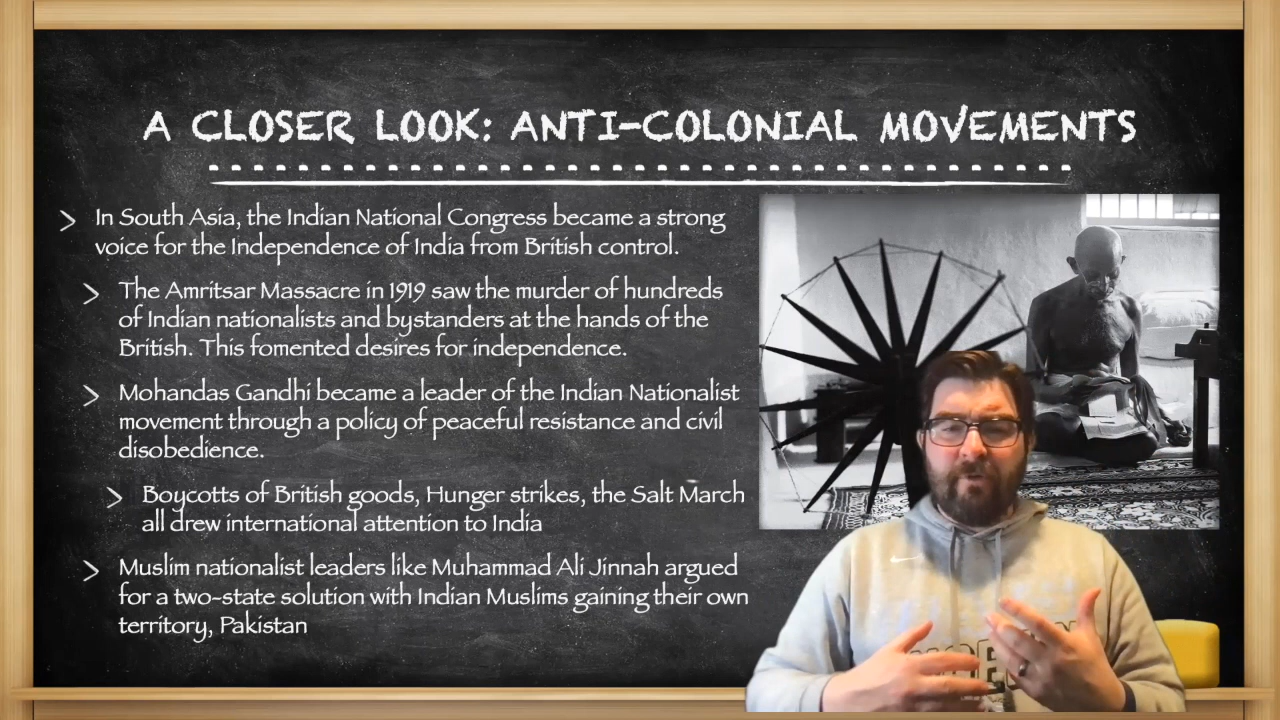 A CLOSER LOOK: ANTI-COLONIAL MOVEMENTS
In South Asia, the Indian National Congress became a strong
voice for the Independence of India from British control.
The Amritsar Massacre in 1919 saw the murder of hundreds
of Indian nationalists and bystanders at the hands of the
British. This fomented desires for independence.
Mohandas Gandhi became a leader of the Indian Nationalist
movement through a policy of peaceful resistance and civil
disobedience.
Boycotts of British goods, Hunger strikes, the Salt March
all drew international attention to India
Muslim nationalist leaders like Muhammad Ali Jinnah argued
for a two-state solution with Indian Muslims gaining their own
territory, Pakistan